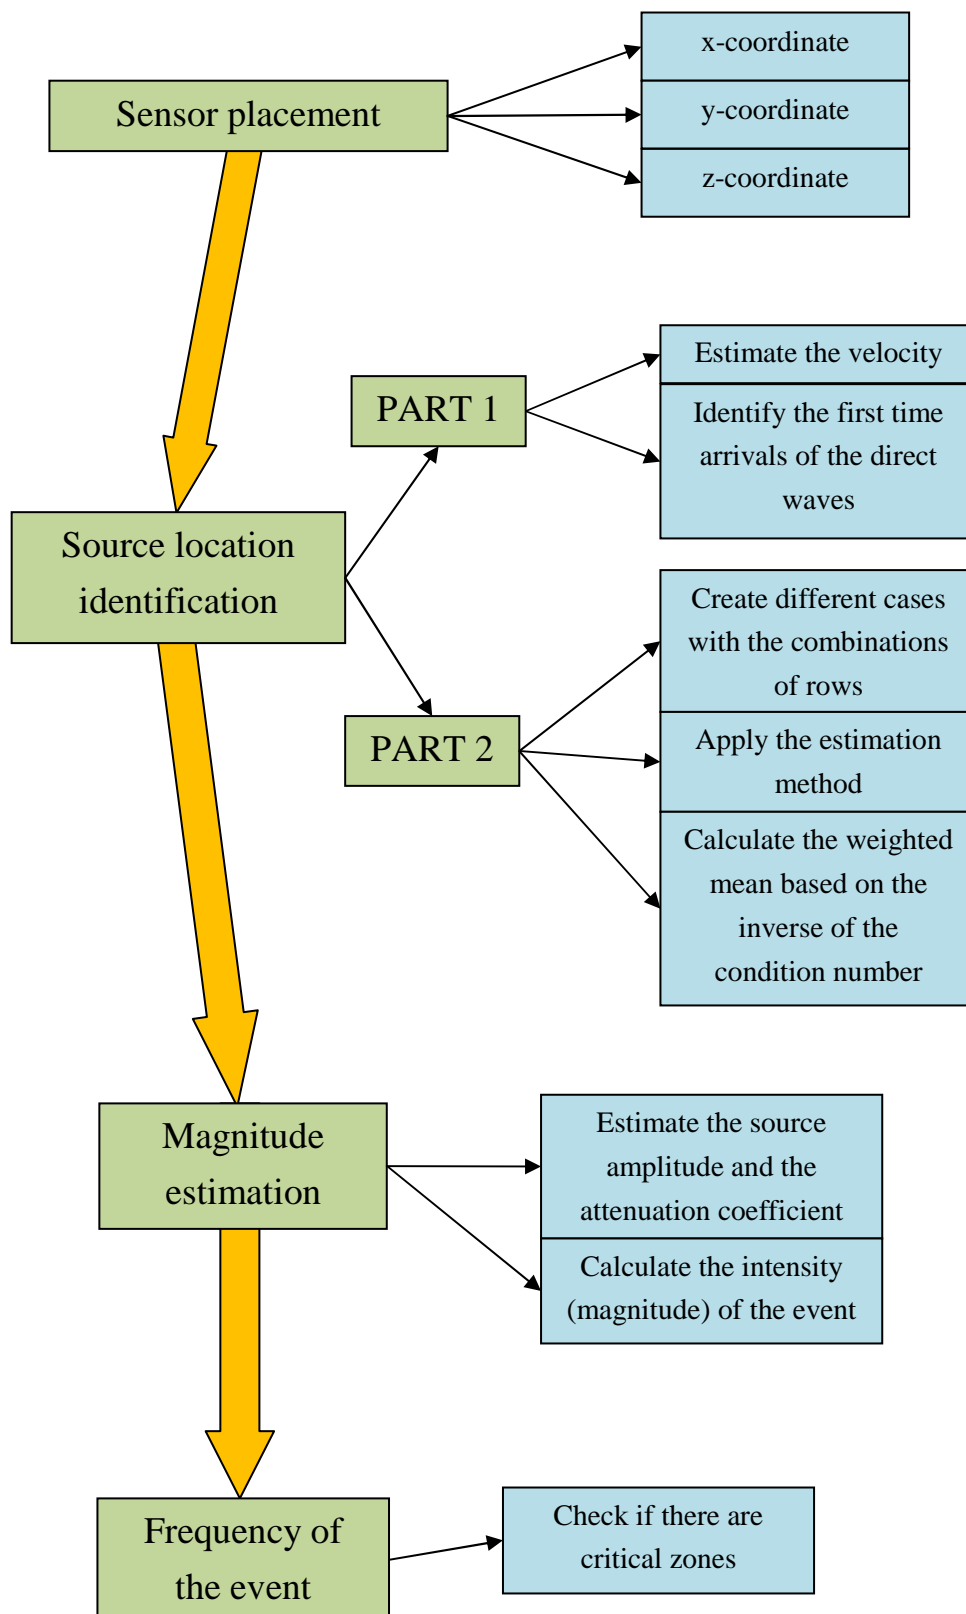 Sensor placement
x-coordinate
y-coordinate
z-coordinate
Source location
identification
PART 1
Estimate the velocity
Identify the first time
arrivals of the direct
waves
PART 2
Create different cases
with the combinations
of rows
Apply the estimation
method
Calculate the weighted
mean based on the
inverse of the
condition number
Magnitude
estimation
Estimate the source
amplitude and the
attenuation coefficient
Calculate the intensity
(magnitude) of the event
Frequency of
the event
Check if there are
critical zones